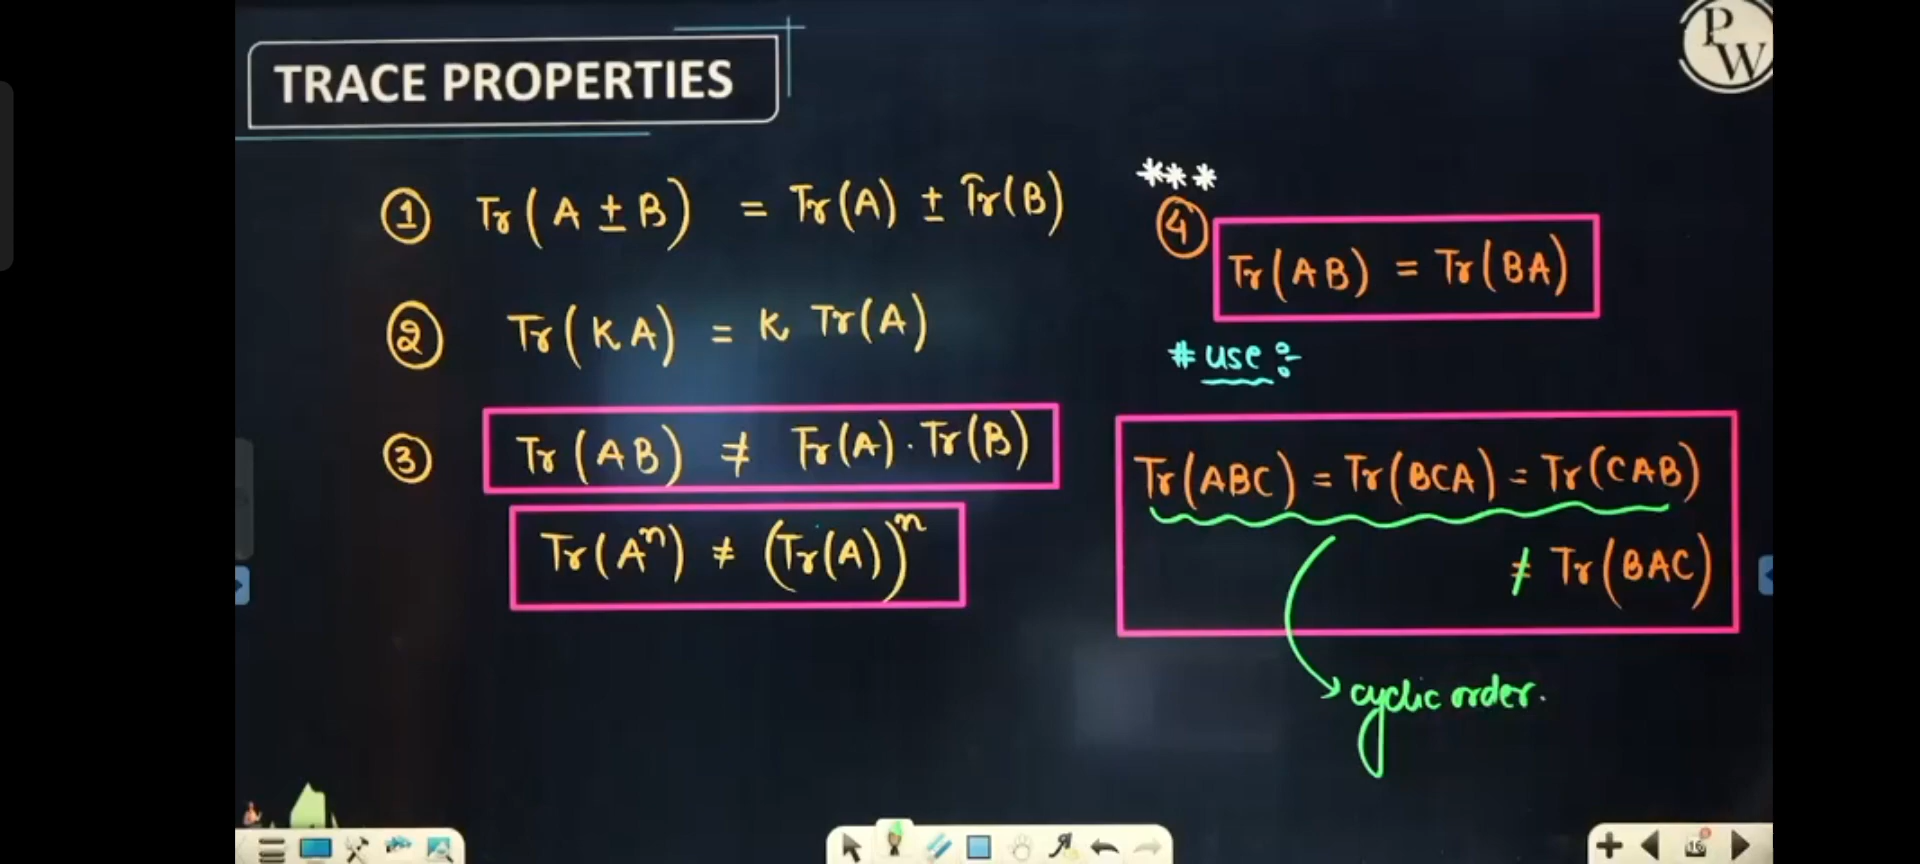 TRACE PROPERTIES
PW
① Tr(A ± B) = Tr(A) ± Tr(B)
② Tr(KA) = K Tr(A)
③ Tr(AB) ≠ Tr(A)·Tr(B)
Tr(Aⁿ) ≠ (Tr(A))ⁿ
***
④ Tr(AB) = Tr(BA)
# use :-
Tr(ABC) = Tr(BCA) = Tr(CAB)
≠ Tr(BAC)
cyclic order.